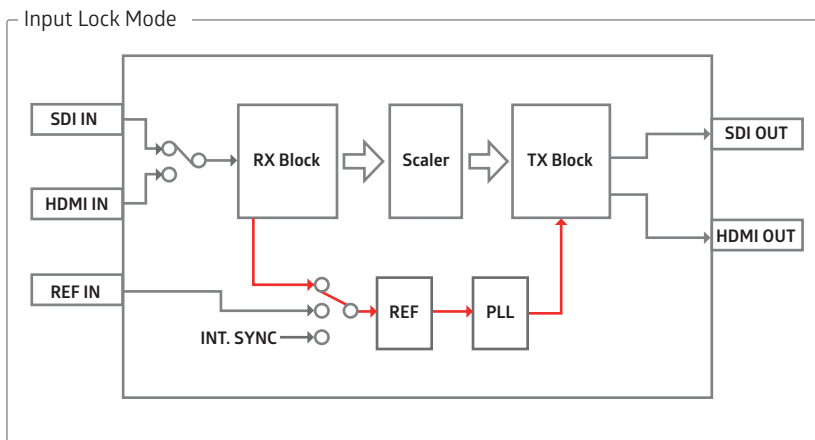 Input Lock Mode
SDI IN
HDMI IN
REF IN
RX Block
Scaler
TX Block
SDI OUT
HDMI OUT
INT. SYNC
REF
PLL